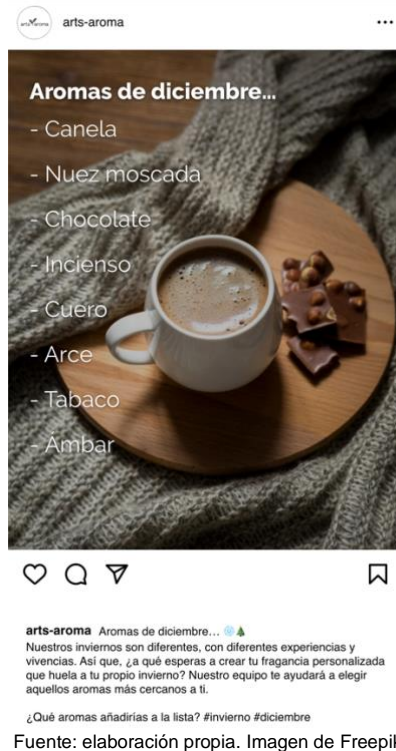 arts-aroma
arts-aroma
Aromas de diciembre...
- Canela
- Nuez moscada
- Chocolate
- Incienso
- Cuero
- Arce
- Tabaco
- Ámbar
arts-aroma Aromas de diciembre... 
Nuestros inviernos son diferentes, con diferentes experiencias y
vivencias. Así que, ¿a qué esperas a crear tu fragancia personalizada
que huela a tu propio invierno? Nuestro equipo te ayudará a elegir
aquellos aromas más cercanos a ti.
¿Qué aromas añadirías a la lista? #invierno #diciembre
Fuente: elaboración propia. Imagen de Freepik